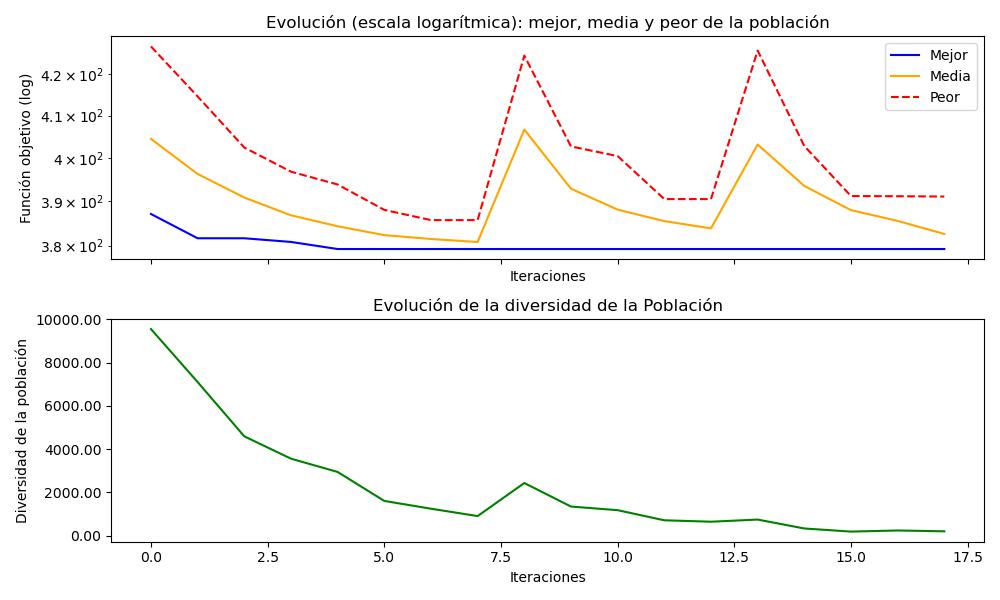 Evolución (escala logarítmica): mejor, media y peor de la población
Función objetivo (log)
4.2 × 10²
4.1 × 10²
4 × 10²
3.9 × 10²
3.8 × 10²
Mejor
Media
Peor
Iteraciones
Evolución de la diversidad de la Población
Diversidad de la población
10000.00
8000.00
6000.00
4000.00
2000.00
0.00
0.0 2.5 5.0 7.5 10.0 12.5 15.0 17.5
Iteraciones